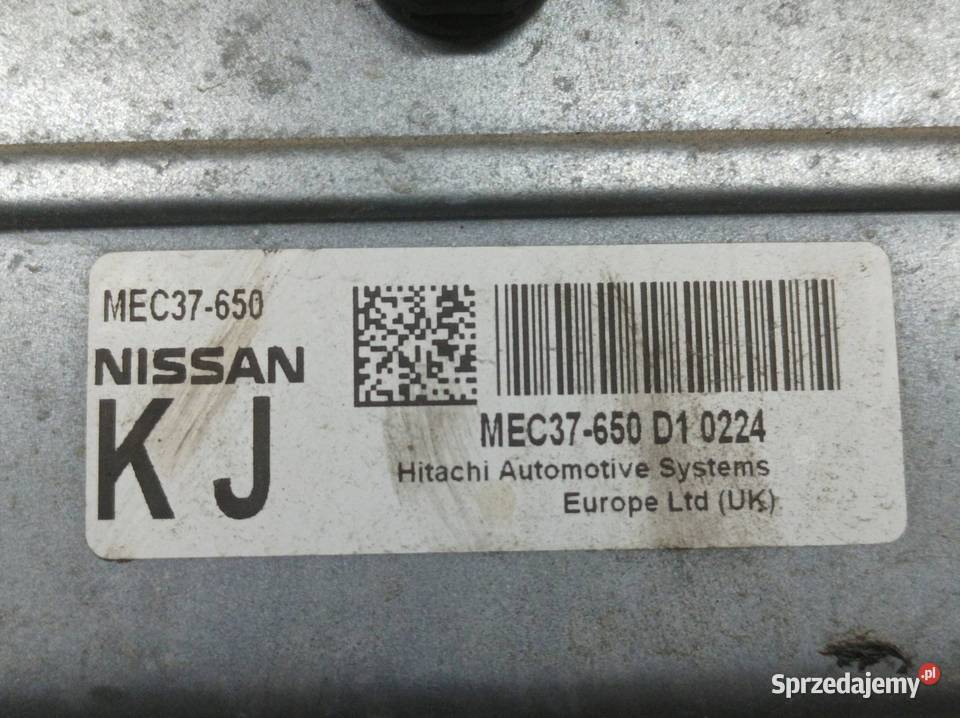 MEC37-650
NISSAN
KJ
MEC37-650 D1 0224
Hitachi Automotive Systems
Europe Ltd (UK)
Sprzedajemy.pl